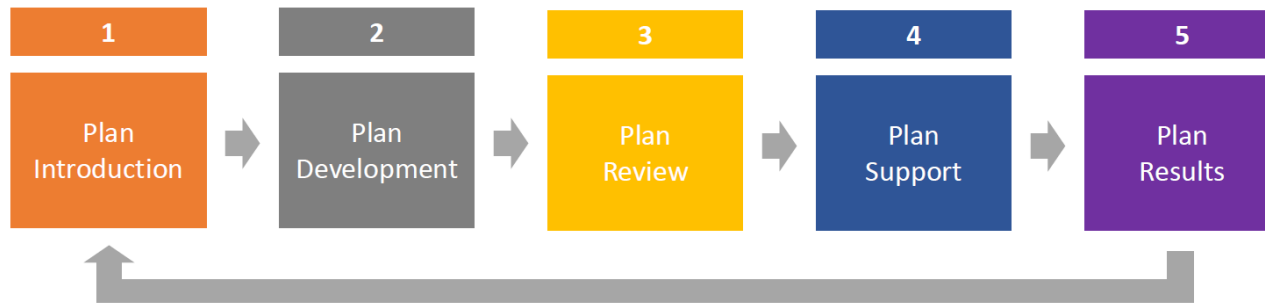 1
Plan
Introduction
2
Plan
Development
3
Plan
Review
4
Plan
Support
5
Plan
Results